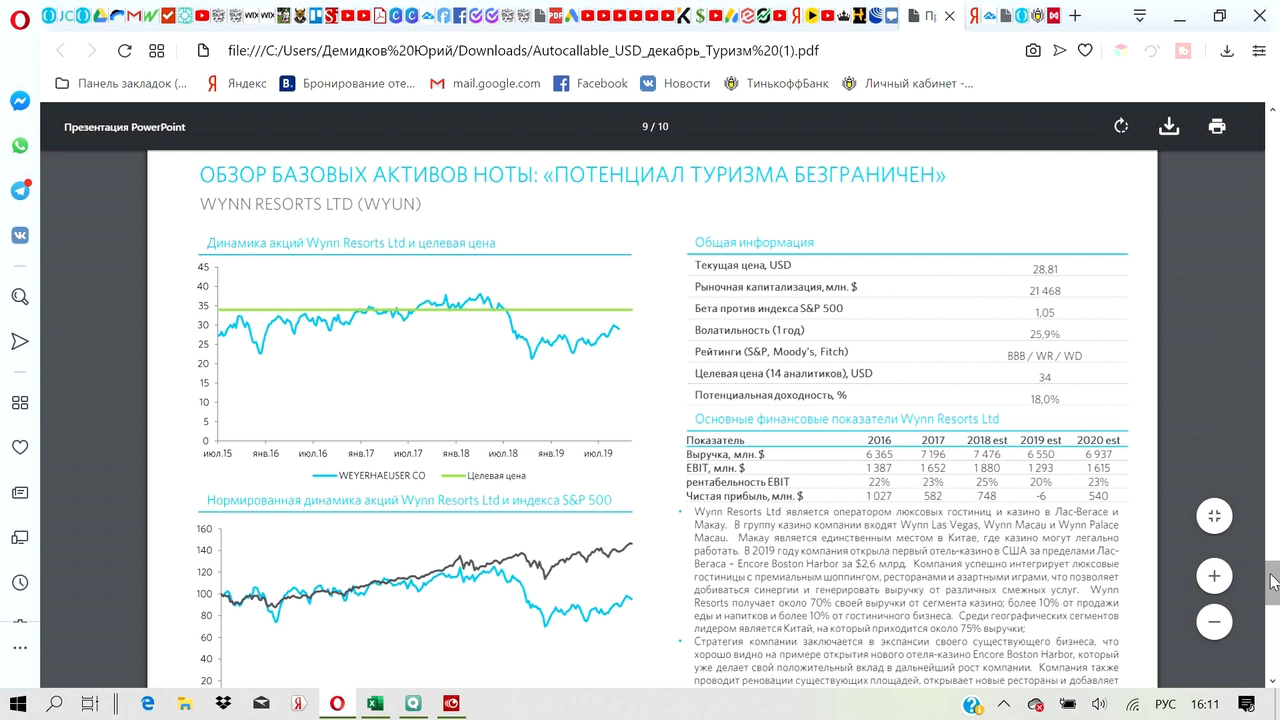 file:///C:/Users/Демидков%20Юрий/Downloads/Autocallable_USD_декабрь_Туризм%20(1).pdf
Панель закладок (... Яндекс Бронирование оте... mail.google.com Facebook Новости ТинькоффБанк Личный кабинет -...
Презентация PowerPoint 9 / 10
ОБЗОР БАЗОВЫХ АКТИВОВ НОТЫ: «ПОТЕНЦИАЛ ТУРИЗМА БЕЗГРАНИЧЕН»
WYNN RESORTS LTD (WYUN)
Динамика акций Wynn Resorts Ltd и целевая цена
45
40
35
30
25
20
15
10
5
0
июл.15 янв.16 июл.16 янв.17 июл.17 янв.18 июл.18 янв.19 июл.19
WEYERHAEUSER CO Целевая цена
Нормированная динамика акций Wynn Resorts Ltd и индекса S&P 500
160
140
120
100
80
60
40
20
Общая информация
Текущая цена, USD 28,81
Рыночная капитализация, млн. $ 21 468
Бета против индекса S&P 500 1,05
Волатильность (1 год) 25,9%
Рейтинги (S&P, Moody's, Fitch) BBB / WR / WD
Целевая цена (14 аналитиков), USD 34
Потенциальная доходность, % 18,0%
Основные финансовые показатели Wynn Resorts Ltd
Показатель 2016 2017 2018 est 2019 est 2020 est
Выручка, млн. $ 6 365 7 196 7 476 6 550 6 937
EBIT, млн. $ 1 387 1 652 1 880 1 293 1 615
рентабельность EBIT 22% 23% 25% 20% 23%
Чистая прибыль, млн. $ 1 027 582 748 -6 540
• Wynn Resorts Ltd является оператором люксовых гостиниц и казино в Лас-Вегасе и
Макау. В группу казино компании входят Wynn Las Vegas, Wynn Macau и Wynn Palace
Macau. Макау является единственным местом в Китае, где казино могут легально
работать. В 2019 году компания открыла первый отель-казино в США за пределами Лас-
Вегаса – Encore Boston Harbor за $2,6 млрд. Компания успешно интегрирует люксовые
гостиницы с премиальным шоппингом, ресторанами и азартными играми, что позволяет
добиваться синергии и генерировать выручку от различных смежных услуг. Wynn
Resorts получает около 70% своей выручки от сегмента казино; более 10% от продажи
еды и напитков и более 10% от гостиничного бизнеса. Среди географических сегментов
лидером является Китай, на который приходится около 75% выручки;
• Стратегия компании заключается в экспансии своего существующего бизнеса, что
хорошо видно на примере открытия нового отеля-казино Encore Boston Harbor, который
уже делает свой положительный вклад в дальнейший рост компании. Компания также
проводит реновации существующих площадей, открывает новые рестораны и добавляет
РУС 16:11